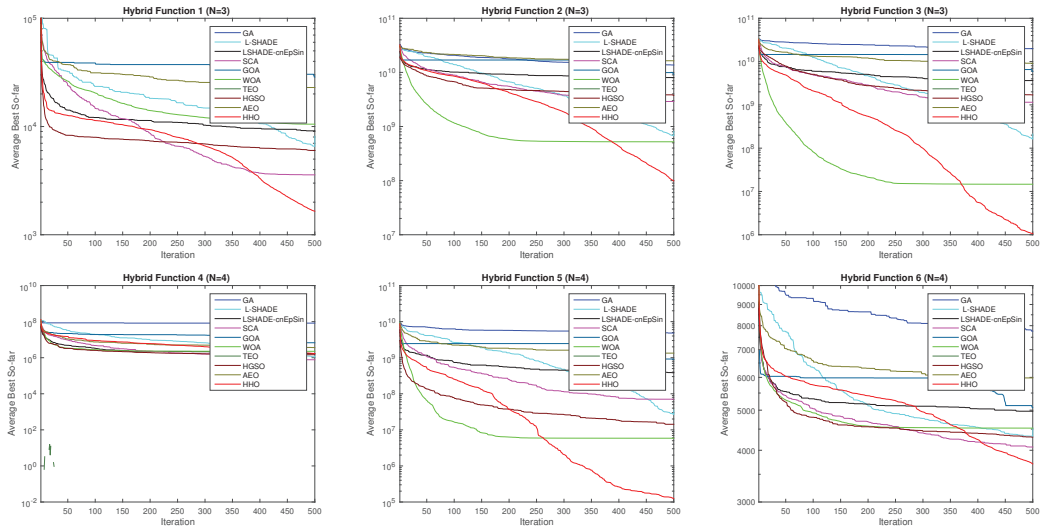 Hybrid Function 1 (N=3)
Average Best So-far
10^5
10^4
10^3
50 100 150 200 250 300 350 400 450 500
Iteration
GA
L-SHADE
LSHADE-cnEpSin
SCA
GOA
WOA
TEO
HGSO
AEO
HHO
Hybrid Function 2 (N=3)
Average Best So-far
10^11
10^10
10^9
10^8
10^7
50 100 150 200 250 300 350 400 450 500
Iteration
GA
L-SHADE
LSHADE-cnEpSin
SCA
GOA
WOA
TEO
HGSO
AEO
HHO
Hybrid Function 3 (N=3)
Average Best So-far
10^11
10^10
10^9
10^8
10^7
10^6
50 100 150 200 250 300 350 400 450 500
Iteration
GA
L-SHADE
LSHADE-cnEpSin
SCA
GOA
WOA
TEO
HGSO
AEO
HHO
Hybrid Function 4 (N=4)
Average Best So-far
10^10
10^8
10^6
10^4
10^2
10^0
10^-2
50 100 150 200 250 300 350 400 450 500
Iteration
GA
L-SHADE
LSHADE-cnEpSin
SCA
GOA
WOA
TEO
HGSO
AEO
HHO
Hybrid Function 5 (N=4)
Average Best So-far
10^11
10^10
10^9
10^8
10^7
10^6
10^5
50 100 150 200 250 300 350 400 450 500
Iteration
GA
L-SHADE
LSHADE-cnEpSin
SCA
GOA
WOA
TEO
HGSO
AEO
HHO
Hybrid Function 6 (N=4)
Average Best So-far
10000
9000
8000
7000
6000
5000
4000
3000
50 100 150 200 250 300 350 400 450 500
Iteration
GA
L-SHADE
LSHADE-cnEpSin
SCA
GOA
WOA
TEO
HGSO
AEO
HHO